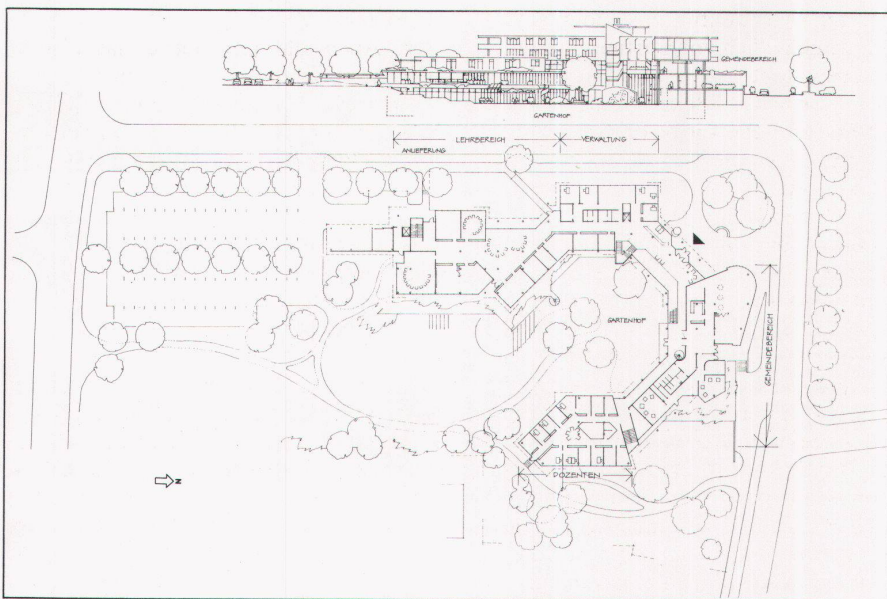 GEMEINDEBEREICH
GARTENHOF
LEHRBEREICH
VERWALTUNG
ANLIEFERUNG
GARTENHOF
GEMEINDEBEREICH
N
DOZENTEN